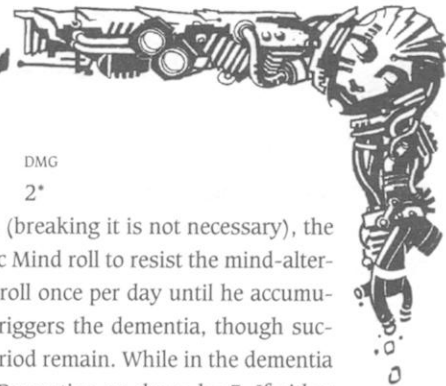 DMG
2*
(breaking it is not necessary), the
c Mind roll to resist the mind-alter-
roll once per day until he accumu-
riggers the dementia, though suc-
riod remain. While in the dementia